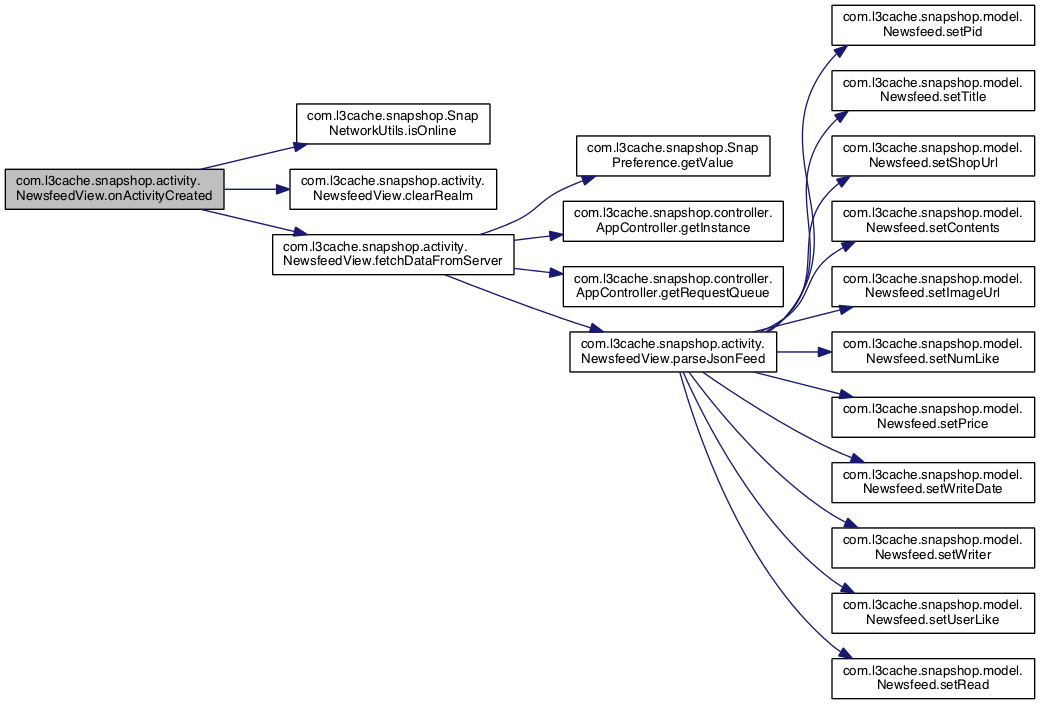 com.l3cache.snapshop.activity.
NewsfeedView.onActivityCreated
com.l3cache.snapshop.Snap
NetworkUtils.isOnline
com.l3cache.snapshop.activity.
NewsfeedView.clearRealm
com.l3cache.snapshop.activity.
NewsfeedView.fetchDataFromServer
com.l3cache.snapshop.Snap
Preference.getValue
com.l3cache.snapshop.controller.
AppController.getInstance
com.l3cache.snapshop.controller.
AppController.getRequestQueue
com.l3cache.snapshop.activity.
NewsfeedView.parseJsonFeed
com.l3cache.snapshop.model.
Newsfeed.setPid
com.l3cache.snapshop.model.
Newsfeed.setTitle
com.l3cache.snapshop.model.
Newsfeed.setShopUrl
com.l3cache.snapshop.model.
Newsfeed.setContents
com.l3cache.snapshop.model.
Newsfeed.setImageUrl
com.l3cache.snapshop.model.
Newsfeed.setNumLike
com.l3cache.snapshop.model.
Newsfeed.setPrice
com.l3cache.snapshop.model.
Newsfeed.setWriteDate
com.l3cache.snapshop.model.
Newsfeed.setWriter
com.l3cache.snapshop.model.
Newsfeed.setUserLike
com.l3cache.snapshop.model.
Newsfeed.setRead